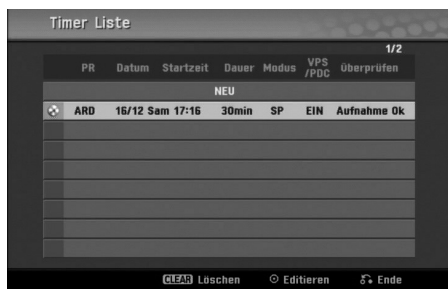 Timer Liste
1/2
PR Datum Startzeit Dauer Modus VPS /PDC überprüfen
NEU
ARD 16/12 Sam 17:16 30min SP EIN Aufnahme Ok
CLEAR Löschen Editieren Ende